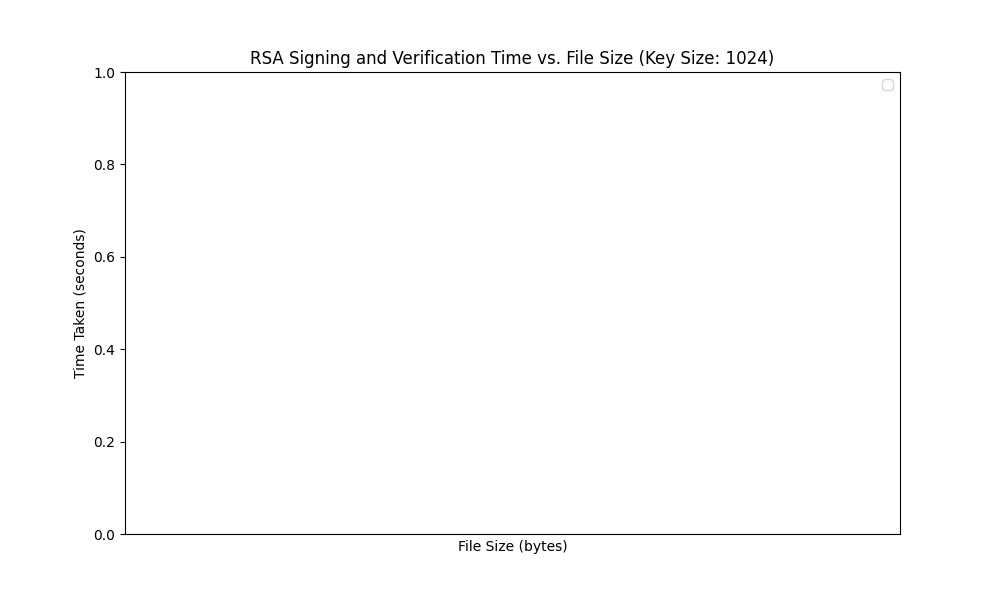 RSA Signing and Verification Time vs. File Size (Key Size: 1024)
1.0
0.8
0.6
0.4
0.2
0.0
Time Taken (seconds)
File Size (bytes)